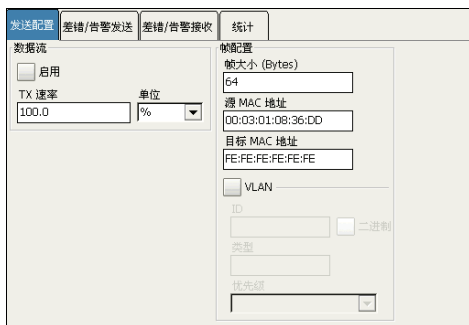 发送配置 差错/告警发送 差错/告警接收 统计
数据流
启用
TX 速率 单位
100.0 %
帧配置
帧大小 (Bytes)
64
源 MAC 地址
00:03:01:08:36:DD
目标 MAC 地址
FE:FE:FE:FE:FE:FE
VLAN
ID
二进制
类型
优先级